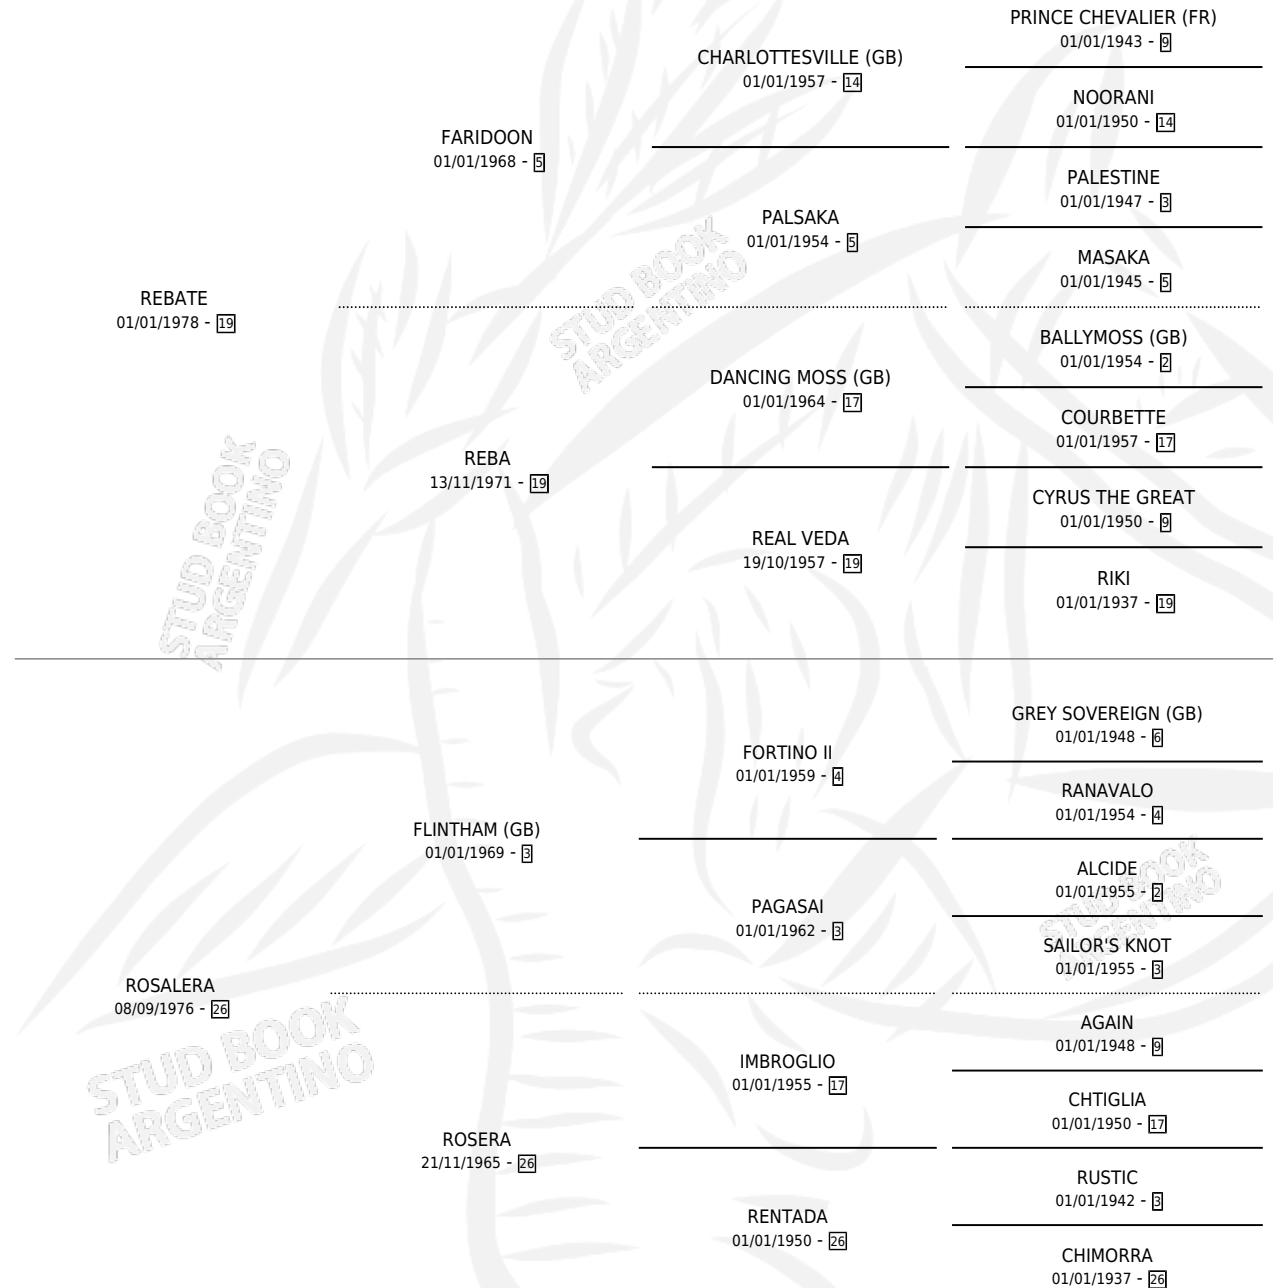 PRINCE CHEVALIER (FR)
01/01/1943 - 9
CHARLOTTESVILLE (GB)
01/01/1957 - 14
NOORANI
01/01/1950 - 14
FARIDOON
01/01/1968 - 5
PALESTINE
01/01/1947 - 3
PALSAKA
01/01/1954 - 5
MASAKA
01/01/1945 - 5
REBATE
01/01/1978 - 19
BALLYMOSS (GB)
01/01/1954 - 2
DANCING MOSS (GB)
01/01/1964 - 17
COURBETTE
01/01/1957 - 17
REBA
13/11/1971 - 19
CYRUS THE GREAT
01/01/1950 - 9
REAL VEDA
19/10/1957 - 19
RIKI
01/01/1937 - 19
GREY SOVEREIGN (GB)
01/01/1948 - 6
FORTINO II
01/01/1959 - 4
RANAVALO
01/01/1954 - 4
FLINTHAM (GB)
01/01/1969 - 3
ALCIDE
01/01/1955 - 2
PAGASAI
01/01/1962 - 3
SAILOR'S KNOT
01/01/1955 - 3
ROSALERA
08/09/1976 - 26
AGAIN
01/01/1948 - 9
IMBROGLIO
01/01/1955 - 17
CHTIGLIA
01/01/1950 - 17
ROSERA
21/11/1965 - 26
RUSTIC
01/01/1942 - 3
RENTADA
01/01/1950 - 26
CHIMORRA
01/01/1937 - 26
STUD BOOK
ARGENTINO
STUD BOOK
ARGENTINO
STUD BOOK
ARGENTINO
STUD BOOK
ARGENTINO